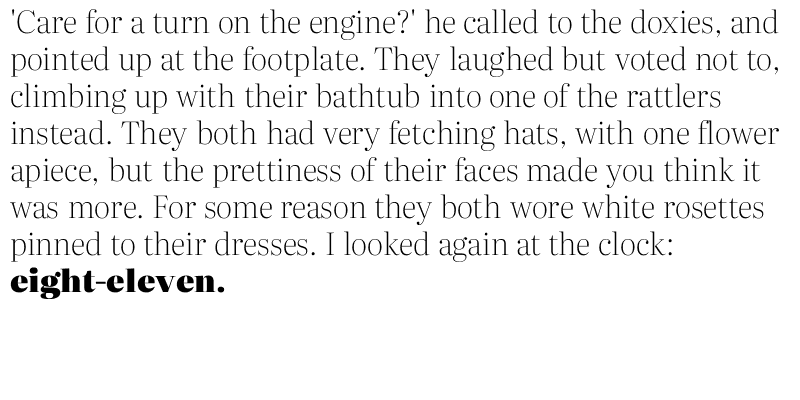 'Care for a turn on the engine?' he called to the doxies, and
pointed up at the footplate. They laughed but voted not to,
climbing up with their bathtub into one of the rattlers
instead. They both had very fetching hats, with one flower
apiece, but the prettiness of their faces made you think it
was more. For some reason they both wore white rosettes
pinned to their dresses. I looked again at the clock:
eight-eleven.